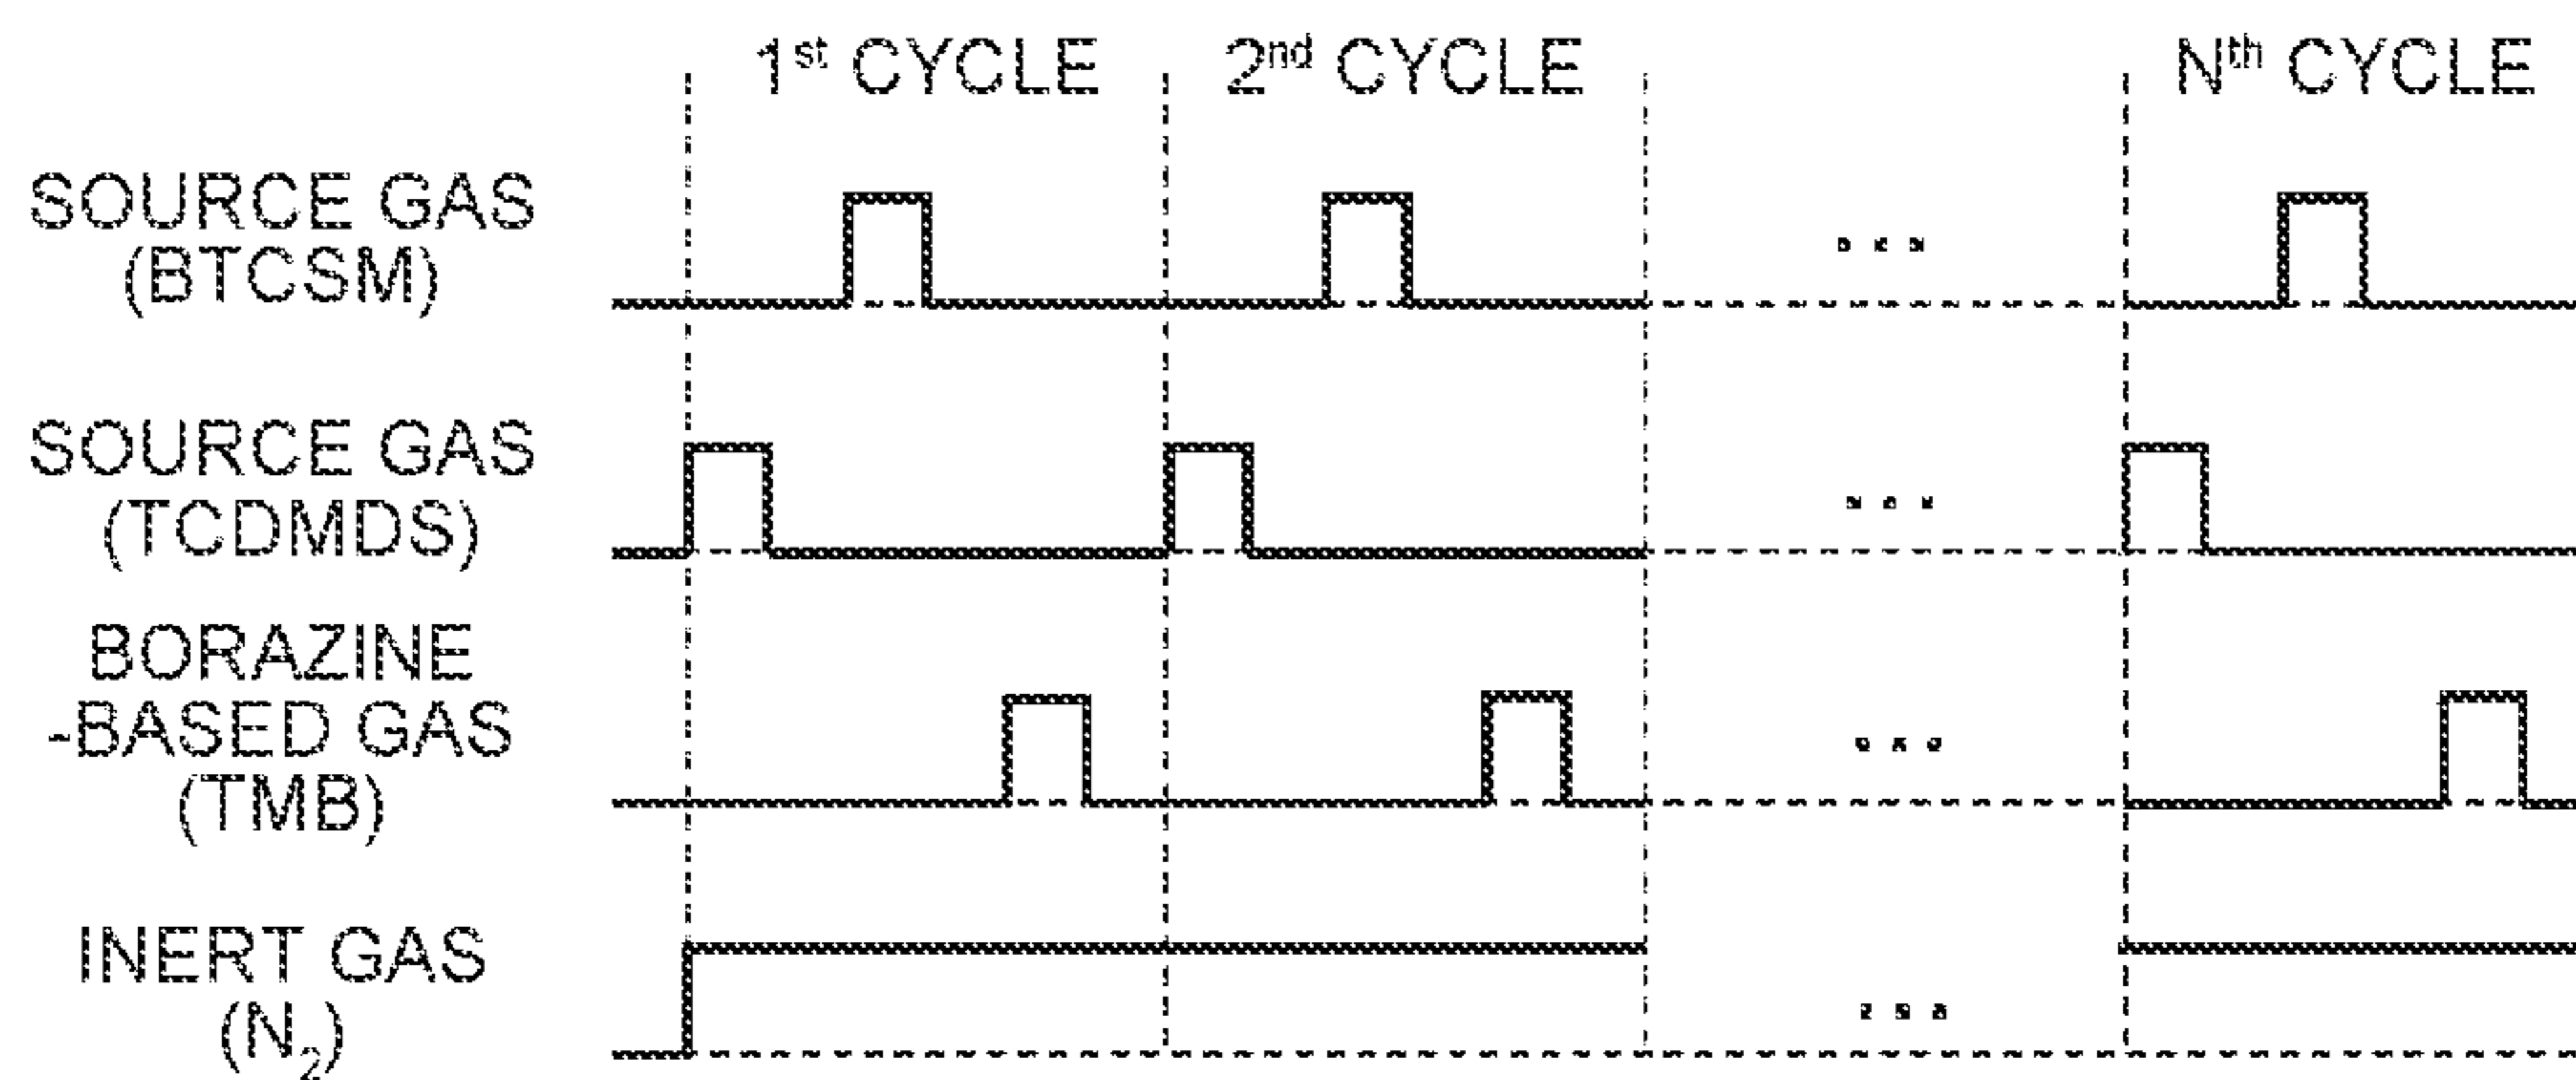 1st CYCLE
2nd CYCLE
Nth CYCLE
SOURCE GAS
(BTCSM)
...
SOURCE GAS
(TCDMDS)
...
BORAZINE
-BASED GAS
(TMB)
...
INERT GAS
(N2)
...